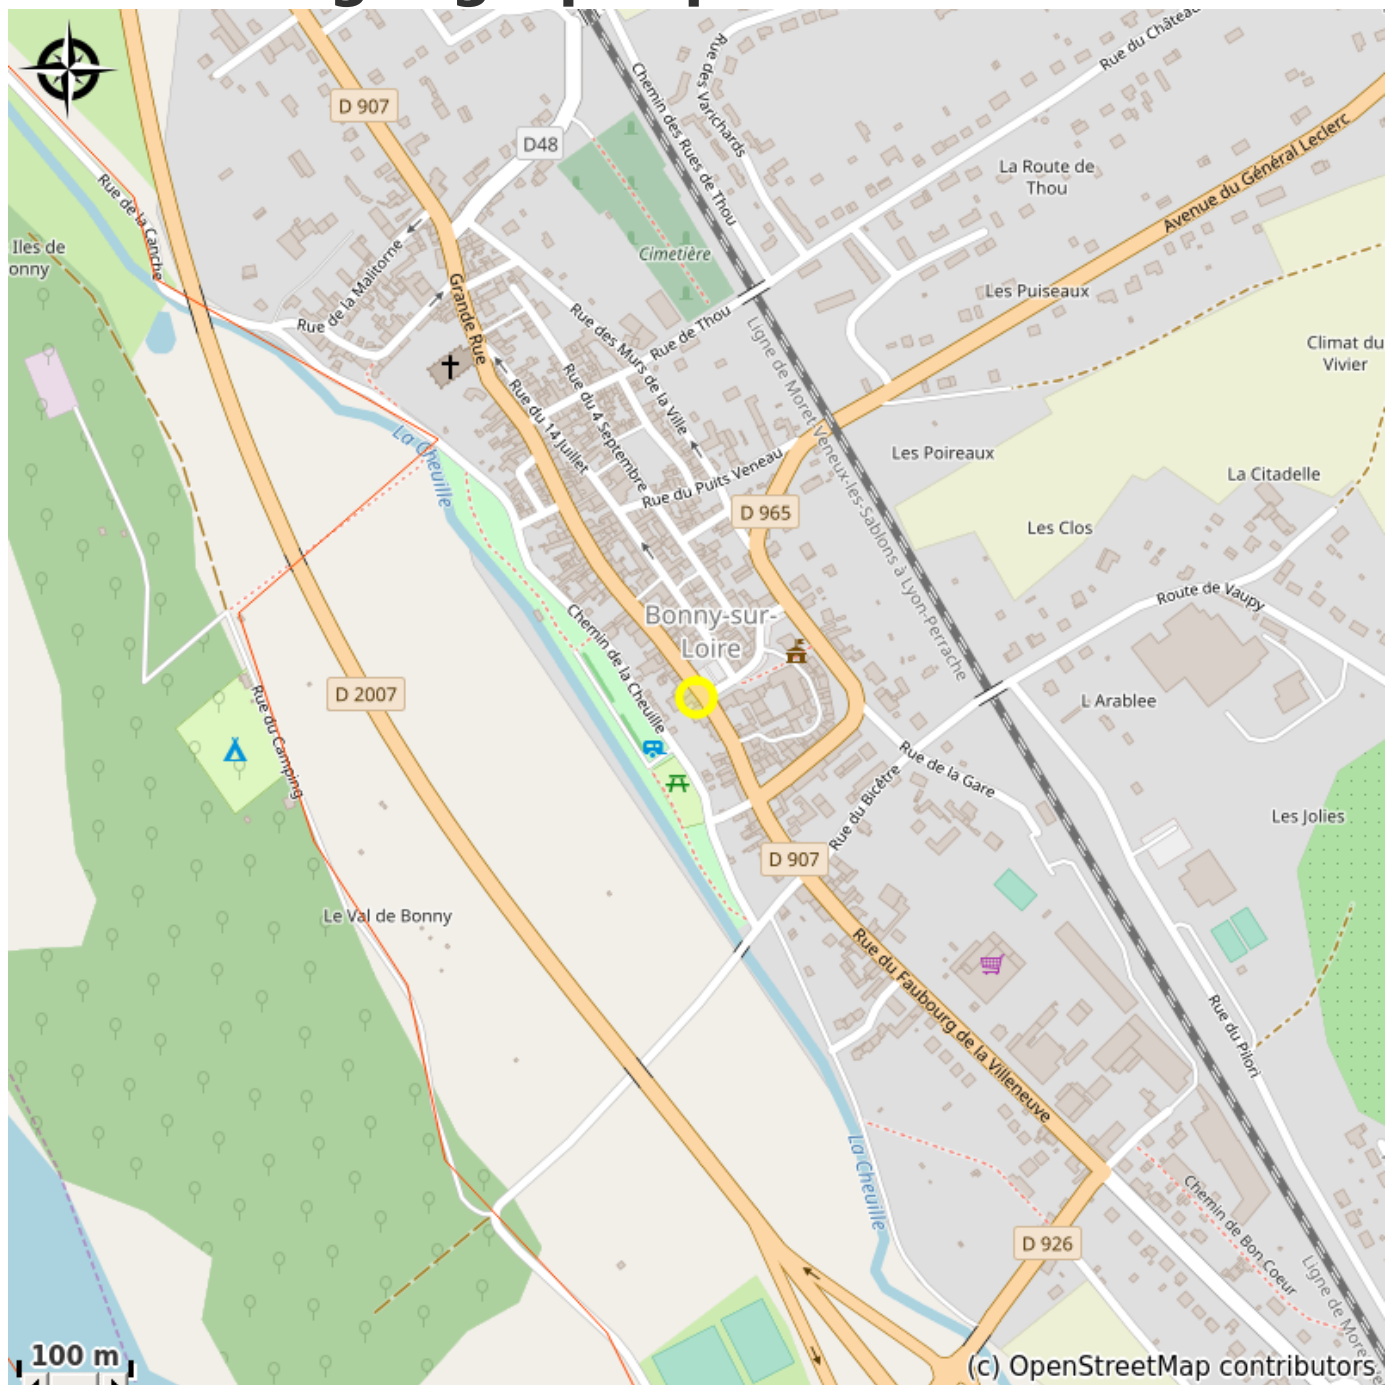 D 907
D48
Rue des Varichards
Chemin des Rues de Thou
Rue du Châtea
Avenue du Général Leclerc
La Route de
Thou
Rue de la Canche
Iles de
onny
Rue de la Malitorne
Cimetière
Grande Rue
Rue des Murs de la Ville
Rue de Thou
Les Puiseaux
Climat du
Vivier
Ligne de Moret-Veneux-les-Sablons à Lyon-Perrache
Rue du 14 Juillet
Rue du 4 Septembre
La Cheuille
Rue du Puits Veneau
Les Poireaux
La Citadelle
D 965
Les Clos
Route de Vaupy
Bonny-sur-
Loire
Chemin de la Cheuille
D 2007
Rue du Camping
L Arablee
Rue de la Gare
Rue du Bicêtre
Les Jolies
D 907
Le Val de Bonny
Rue du Faubourg de la Villeneuve
Rue du Pilori
La Cheuille
Chemin de Bon Coeur
D 926
Ligne de More
100 m
(c) OpenStreetMap contributors